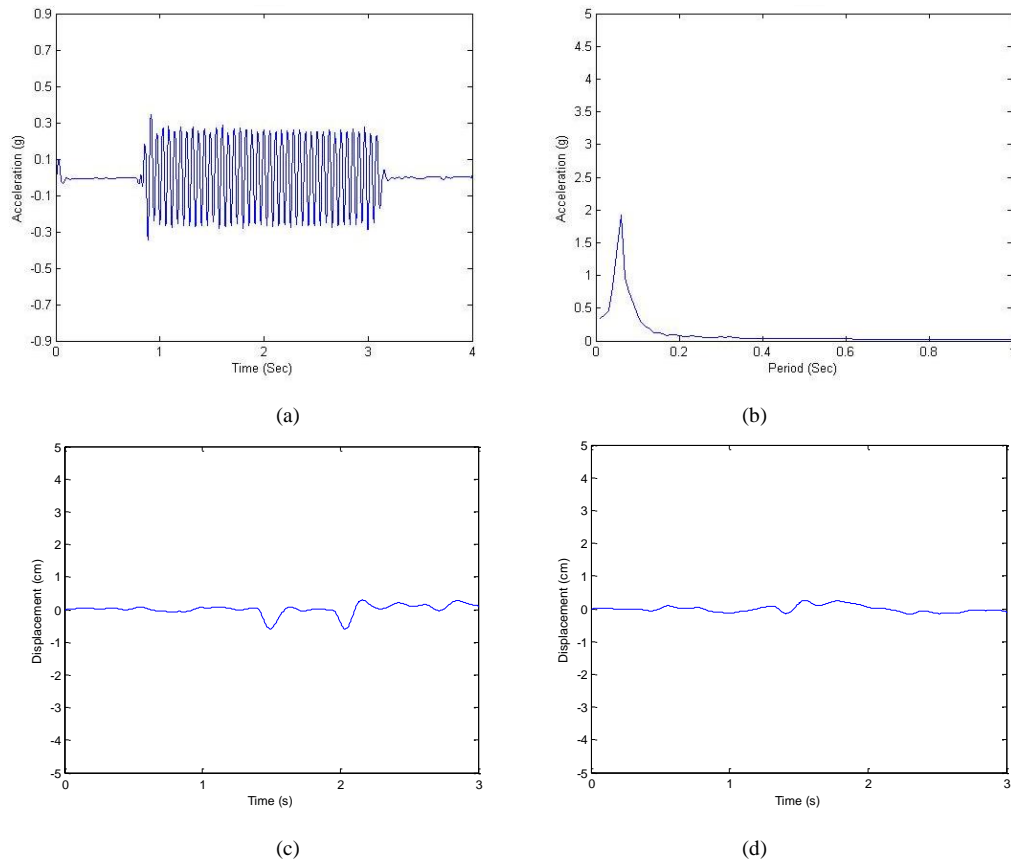 0.9
0.7
0.5
0.3
0.1
-0.1
-0.3
-0.5
-0.7
-0.9
Acceleration (g)
0 1 2 3 4
Time (Sec)
(a)
5
4.5
4
3.5
3
2.5
2
1.5
1
0.5
0
Acceleration (g)
0 0.2 0.4 0.6 0.8 1
Period (Sec)
(b)
5
4
3
2
1
0
-1
-2
-3
-4
-5
Displacement (cm)
0 1 2 3
Time (s)
(c)
5
4
3
2
1
0
-1
-2
-3
-4
-5
Displacement (cm)
0 1 2 3
Time (s)
(d)